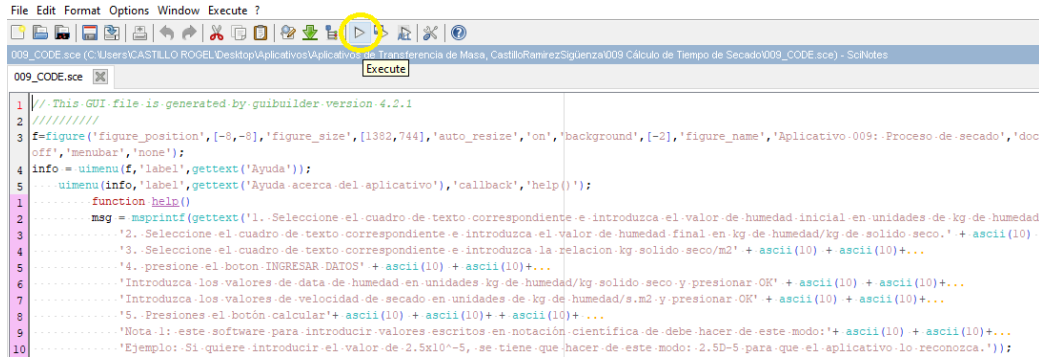 File Edit Format Options Window Execute ?
009_CODE.sce (C:\Users\CASTILLO ROGEL\Desktop\Aplicativos\Aplicativos de Transferencia de Masa, CastilloRamirezSigüenza\009 Cálculo de Tiempo de Secado\009_CODE.sce) - SciNotes
Execute
009_CODE.sce
1 // This GUI file is generated by guibuilder version 4.2.1
2 //////////
3 f=figure('figure_position',[-8,-8],'figure_size',[1382,744],'auto_resize','on','background',[-2],'figure_name','Aplicativo 009: Proceso de secado','doc
off','menubar','none');
4 info = uimenu(f,'label',gettext('Ayuda'));
5 uimenu(info,'label',gettext('Ayuda acerca del aplicativo'),'callback','help()');
1 function help()
2 msg = msprintf(gettext('1. Seleccione el cuadro de texto correspondiente e introduzca el valor de humedad inicial en unidades de kg de humedad
3 '2. Seleccione el cuadro de texto correspondiente e introduzca el valor de humedad final en kg de humedad/kg de solido seco.' + ascii(10)
4 '3. Seleccione el cuadro de texto correspondiente e introduzca la relacion kg solido seco/m2' + ascii(10) + ascii(10)+...
5 '4. presione el boton INGRESAR DATOS' + ascii(10) + ascii(10)+...
6 'Introduzca los valores de data de humedad en unidades kg de humedad/kg solido seco y presionar OK' + ascii(10) + ascii(10)+...
7 'Introduzca los valores de velocidad de secado en unidades de kg de humedad/s.m2 y presionar OK' + ascii(10) + ascii(10)+...
8 '5. Presiones el botón calcular'+ ascii(10) + ascii(10)+ + ascii(10)+ ...
9 'Nota 1: este software para introducir valores escritos en notación científica de debe hacer de este modo:'+ ascii(10) + ascii(10)+...
10 'Ejemplo: Si quiere introducir el valor de 2.5x10^-5, se tiene que hacer de este modo: 2.5D-5 para que el aplicativo lo reconozca.'));